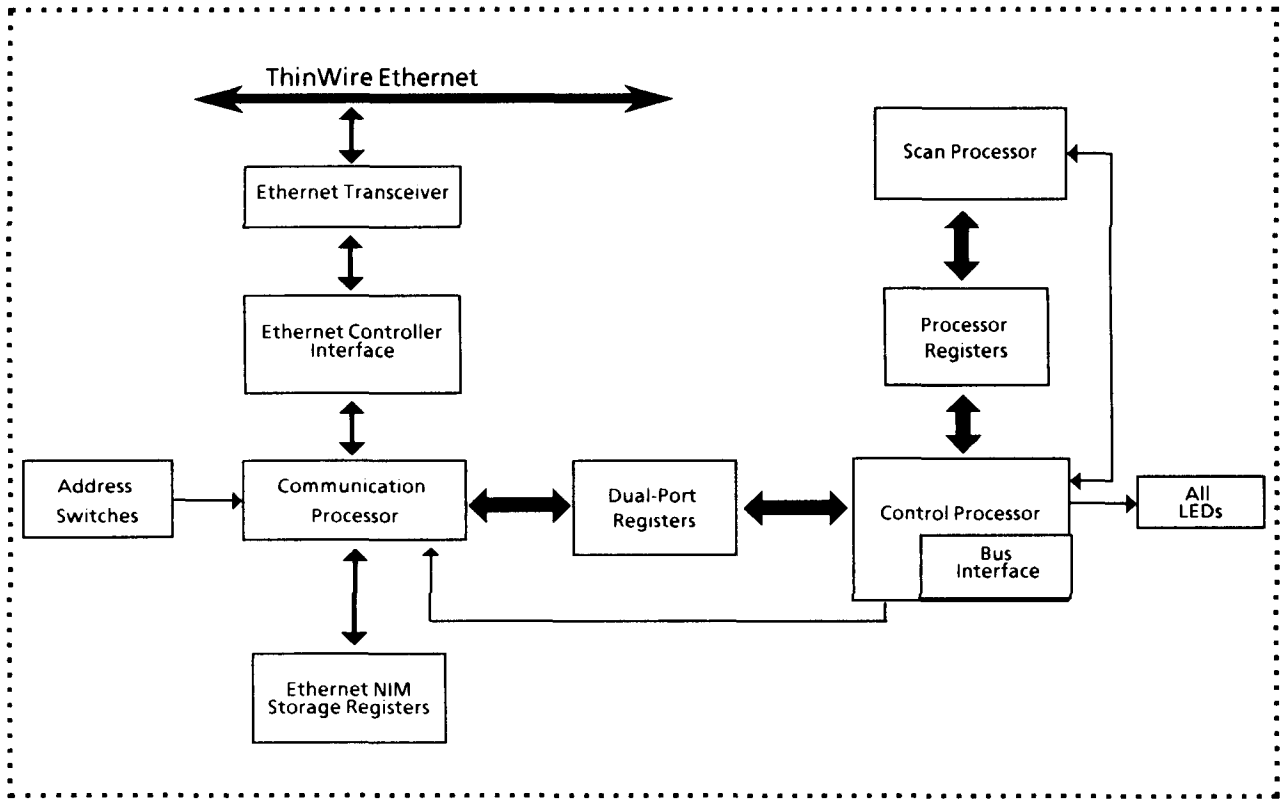 ThinWire Ethernet
Ethernet Transceiver
Ethernet Controller
Interface
Address
Switches
Communication
Processor
Ethernet NIM
Storage Registers
Dual-Port
Registers
Scan Processor
Processor
Registers
Control Processor
Bus
Interface
All
LEDs